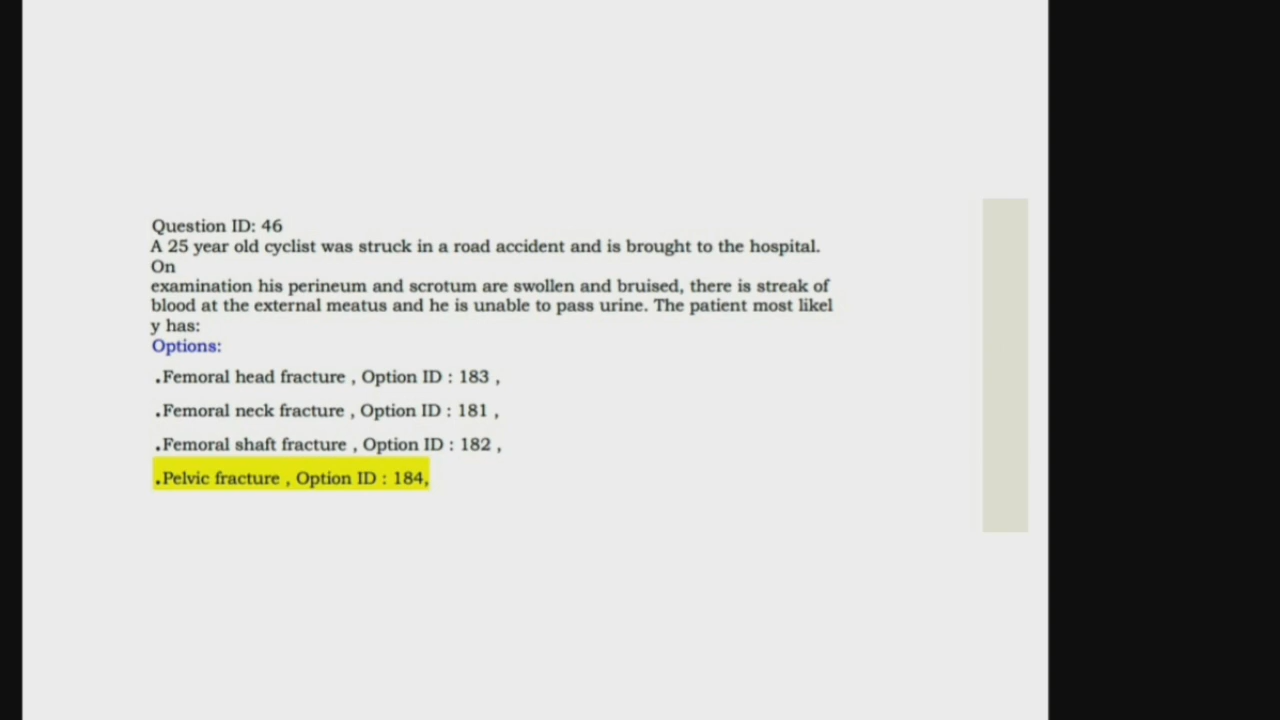 Question ID: 46
A 25 year old cyclist was struck in a road accident and is brought to the hospital.
On
examination his perineum and scrotum are swollen and bruised, there is streak of
blood at the external meatus and he is unable to pass urine. The patient most likel
y has:
Options:
.Femoral head fracture , Option ID : 183 ,
.Femoral neck fracture , Option ID : 181 ,
.Femoral shaft fracture , Option ID : 182 ,
.Pelvic fracture , Option ID : 184,